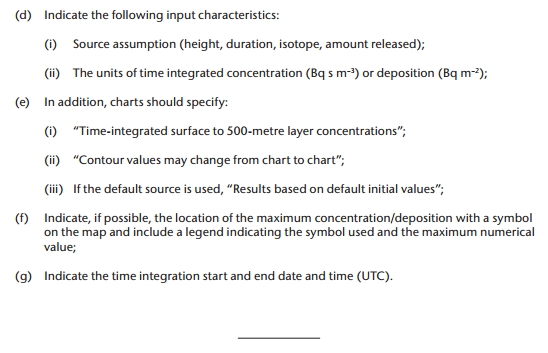 (d) Indicate the following input characteristics:
(i) Source assumption (height, duration, isotope, amount released);
(ii) The units of time integrated concentration (Bq s m⁻³) or deposition (Bq m⁻²);
(e) In addition, charts should specify:
(i) “Time-integrated surface to 500-metre layer concentrations”;
(ii) “Contour values may change from chart to chart”;
(iii) If the default source is used, “Results based on default initial values”;
(f) Indicate, if possible, the location of the maximum concentration/deposition with a symbol
on the map and include a legend indicating the symbol used and the maximum numerical
value;
(g) Indicate the time integration start and end date and time (UTC).